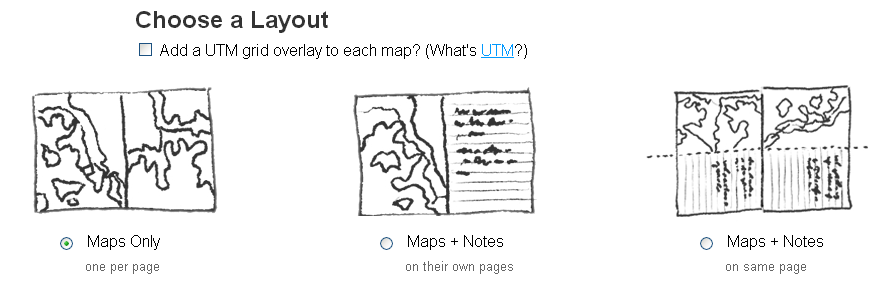 Choose a Layout
Add a UTM grid overlay to each map? (What's UTM?)
Maps Only
one per page
Maps + Notes
on their own pages
Maps + Notes
on same page